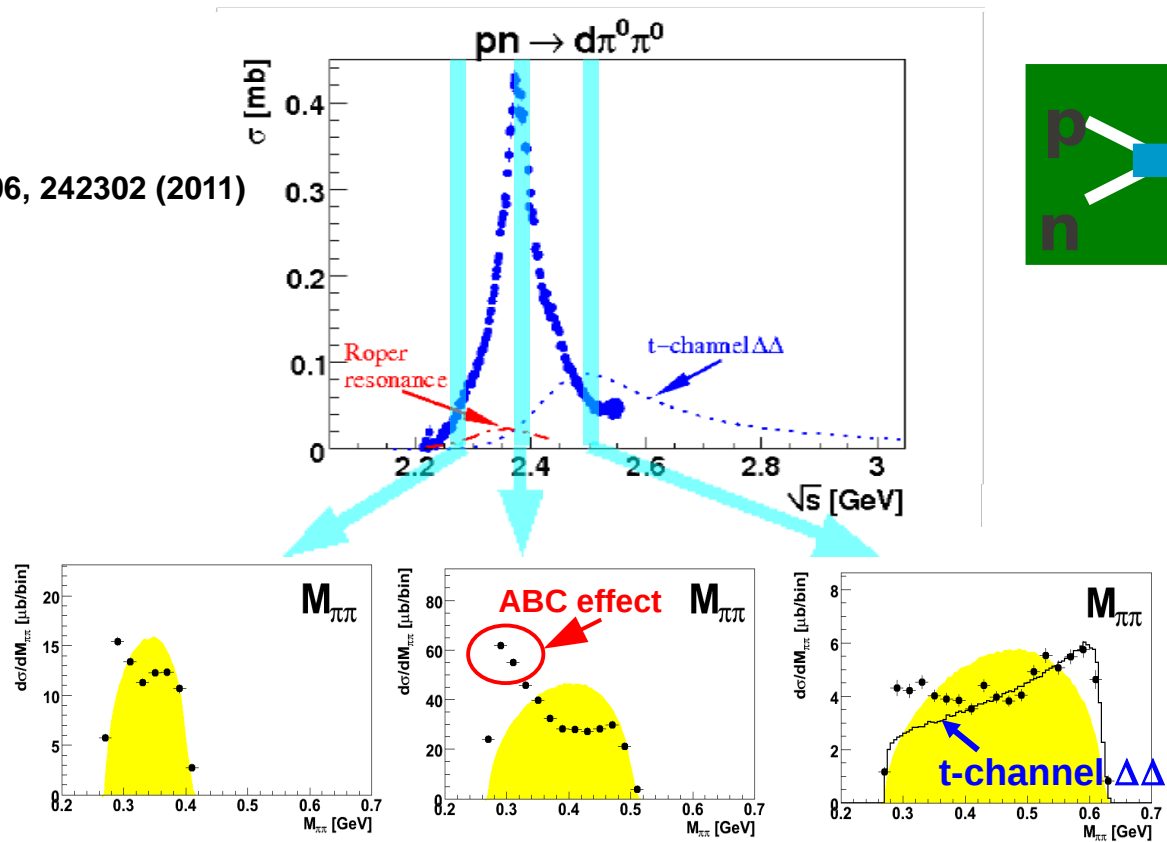 pn → dπ⁰π⁰
σ [mb]
0.4
0.3
0.2
0.1
0
06, 242302 (2011)
p
n
Roper
resonance
t−channel ΔΔ
2.2 2.4 2.6 2.8 3
√s [GeV]
dσ/dM_ππ [μb/bin]
20
15
10
5
0
M_ππ
0.2 0.3 0.4 0.5 0.6 0.7
M_ππ [GeV]
dσ/dM_ππ [μb/bin]
80
60
40
20
0
ABC effect
M_ππ
0.2 0.3 0.4 0.5 0.6 0.7
M_ππ [GeV]
dσ/dM_ππ [μb/bin]
8
6
4
2
0
M_ππ
t-channel ΔΔ
0.2 0.3 0.4 0.5 0.6 0.7
M_ππ [GeV]